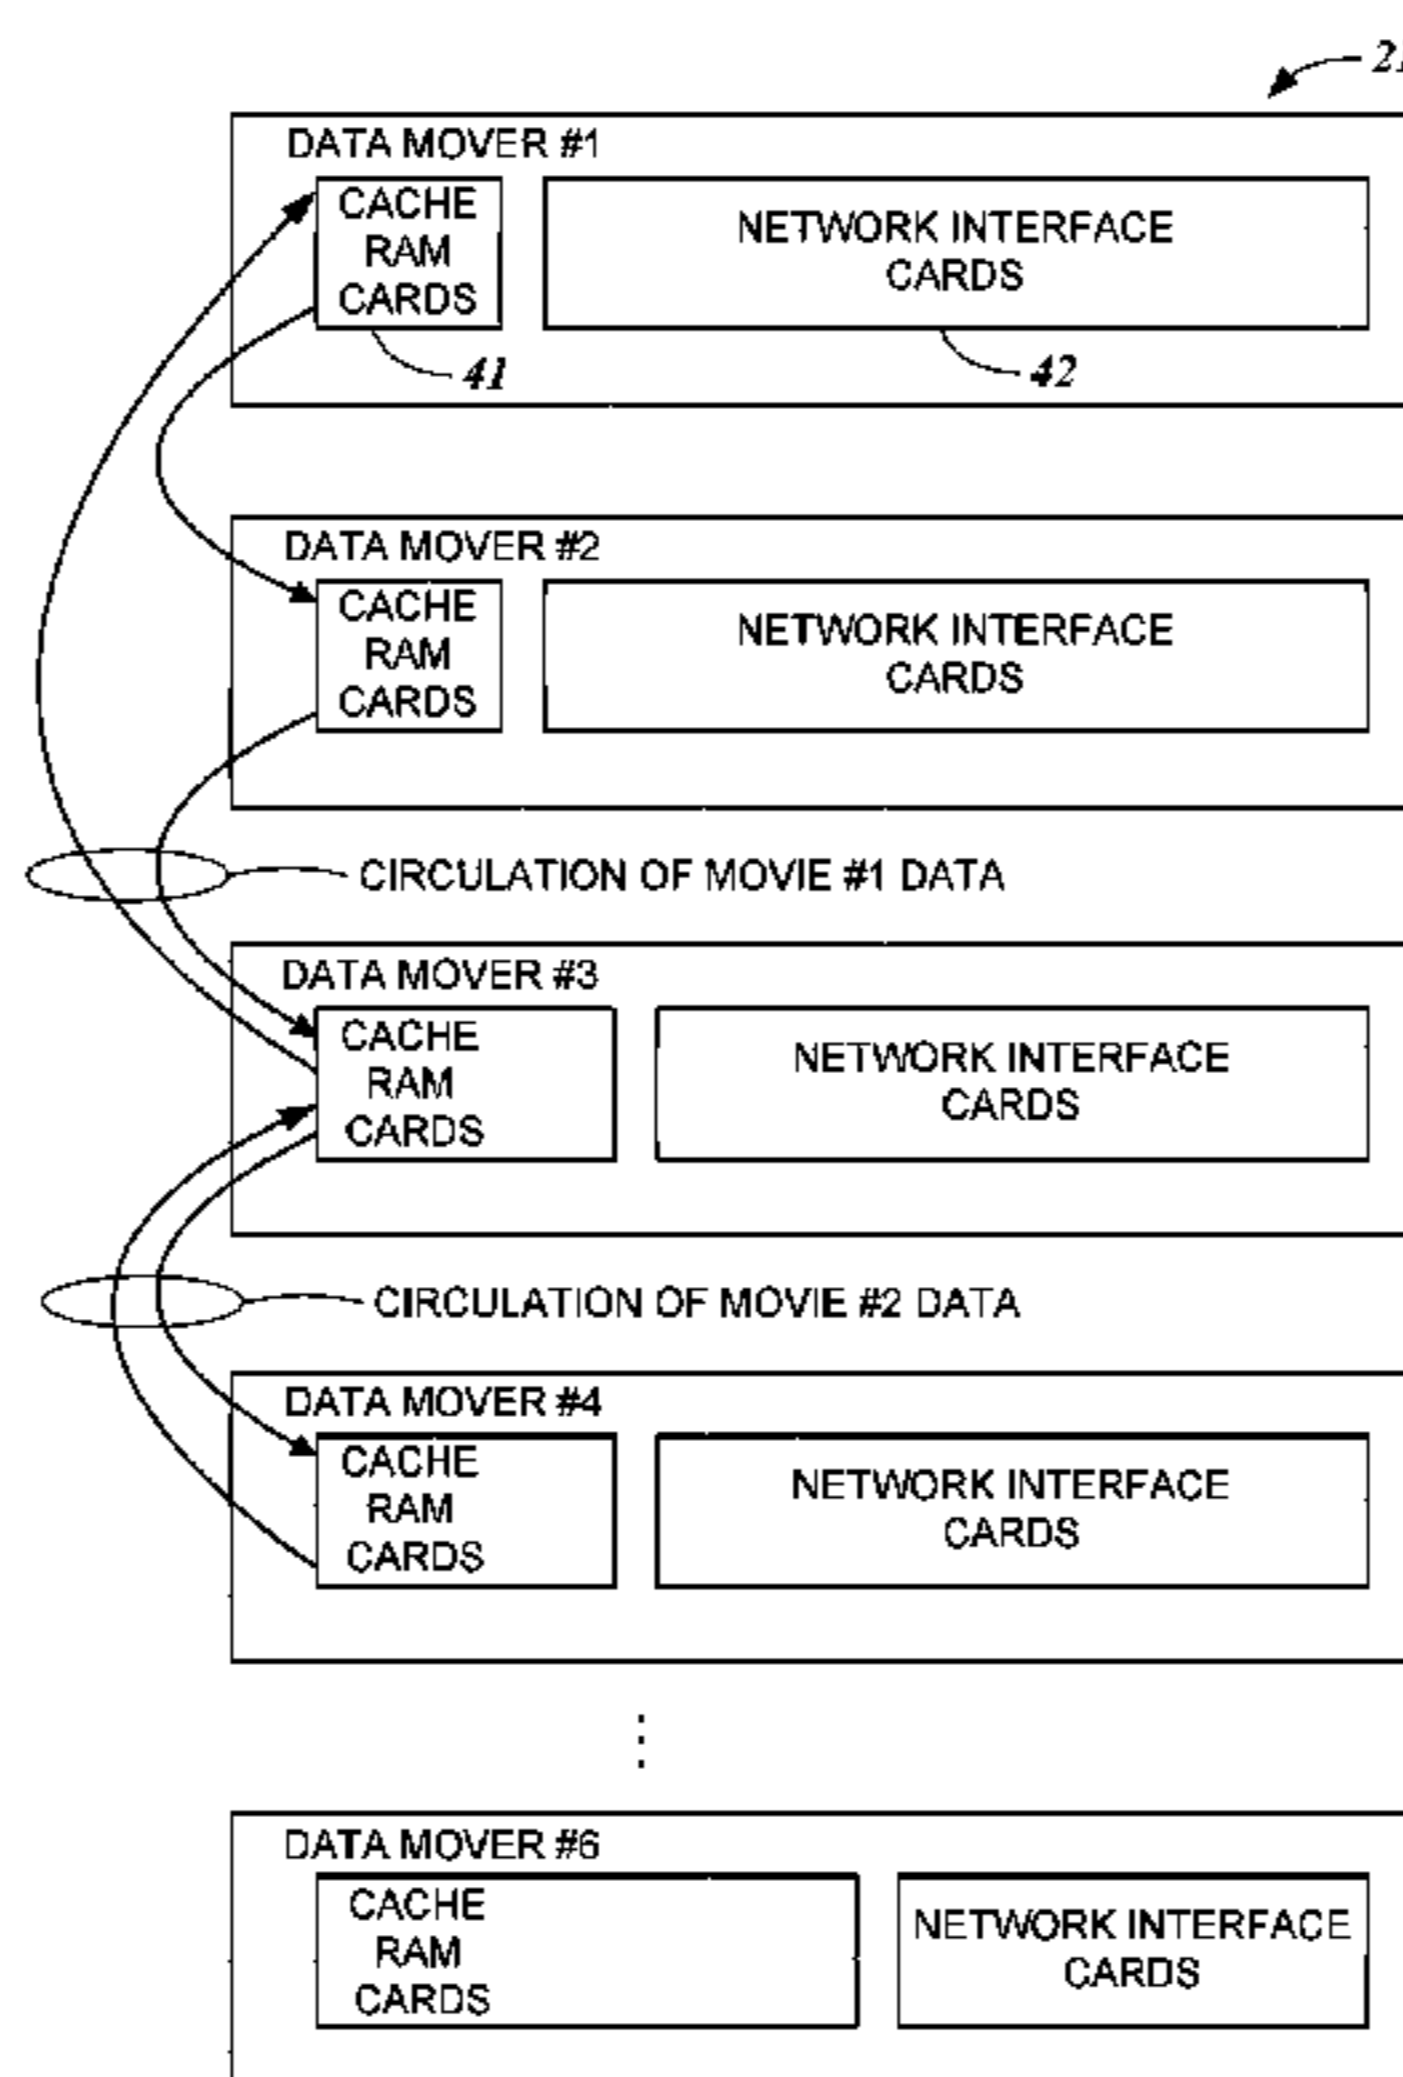 DATA MOVER #1
CACHE
RAM
CARDS
NETWORK INTERFACE
CARDS
41
42
DATA MOVER #2
CACHE
RAM
CARDS
NETWORK INTERFACE
CARDS
CIRCULATION OF MOVIE #1 DATA
DATA MOVER #3
CACHE
RAM
CARDS
NETWORK INTERFACE
CARDS
CIRCULATION OF MOVIE #2 DATA
DATA MOVER #4
CACHE
RAM
CARDS
NETWORK INTERFACE
CARDS
DATA MOVER #6
CACHE
RAM
CARDS
NETWORK INTERFACE
CARDS